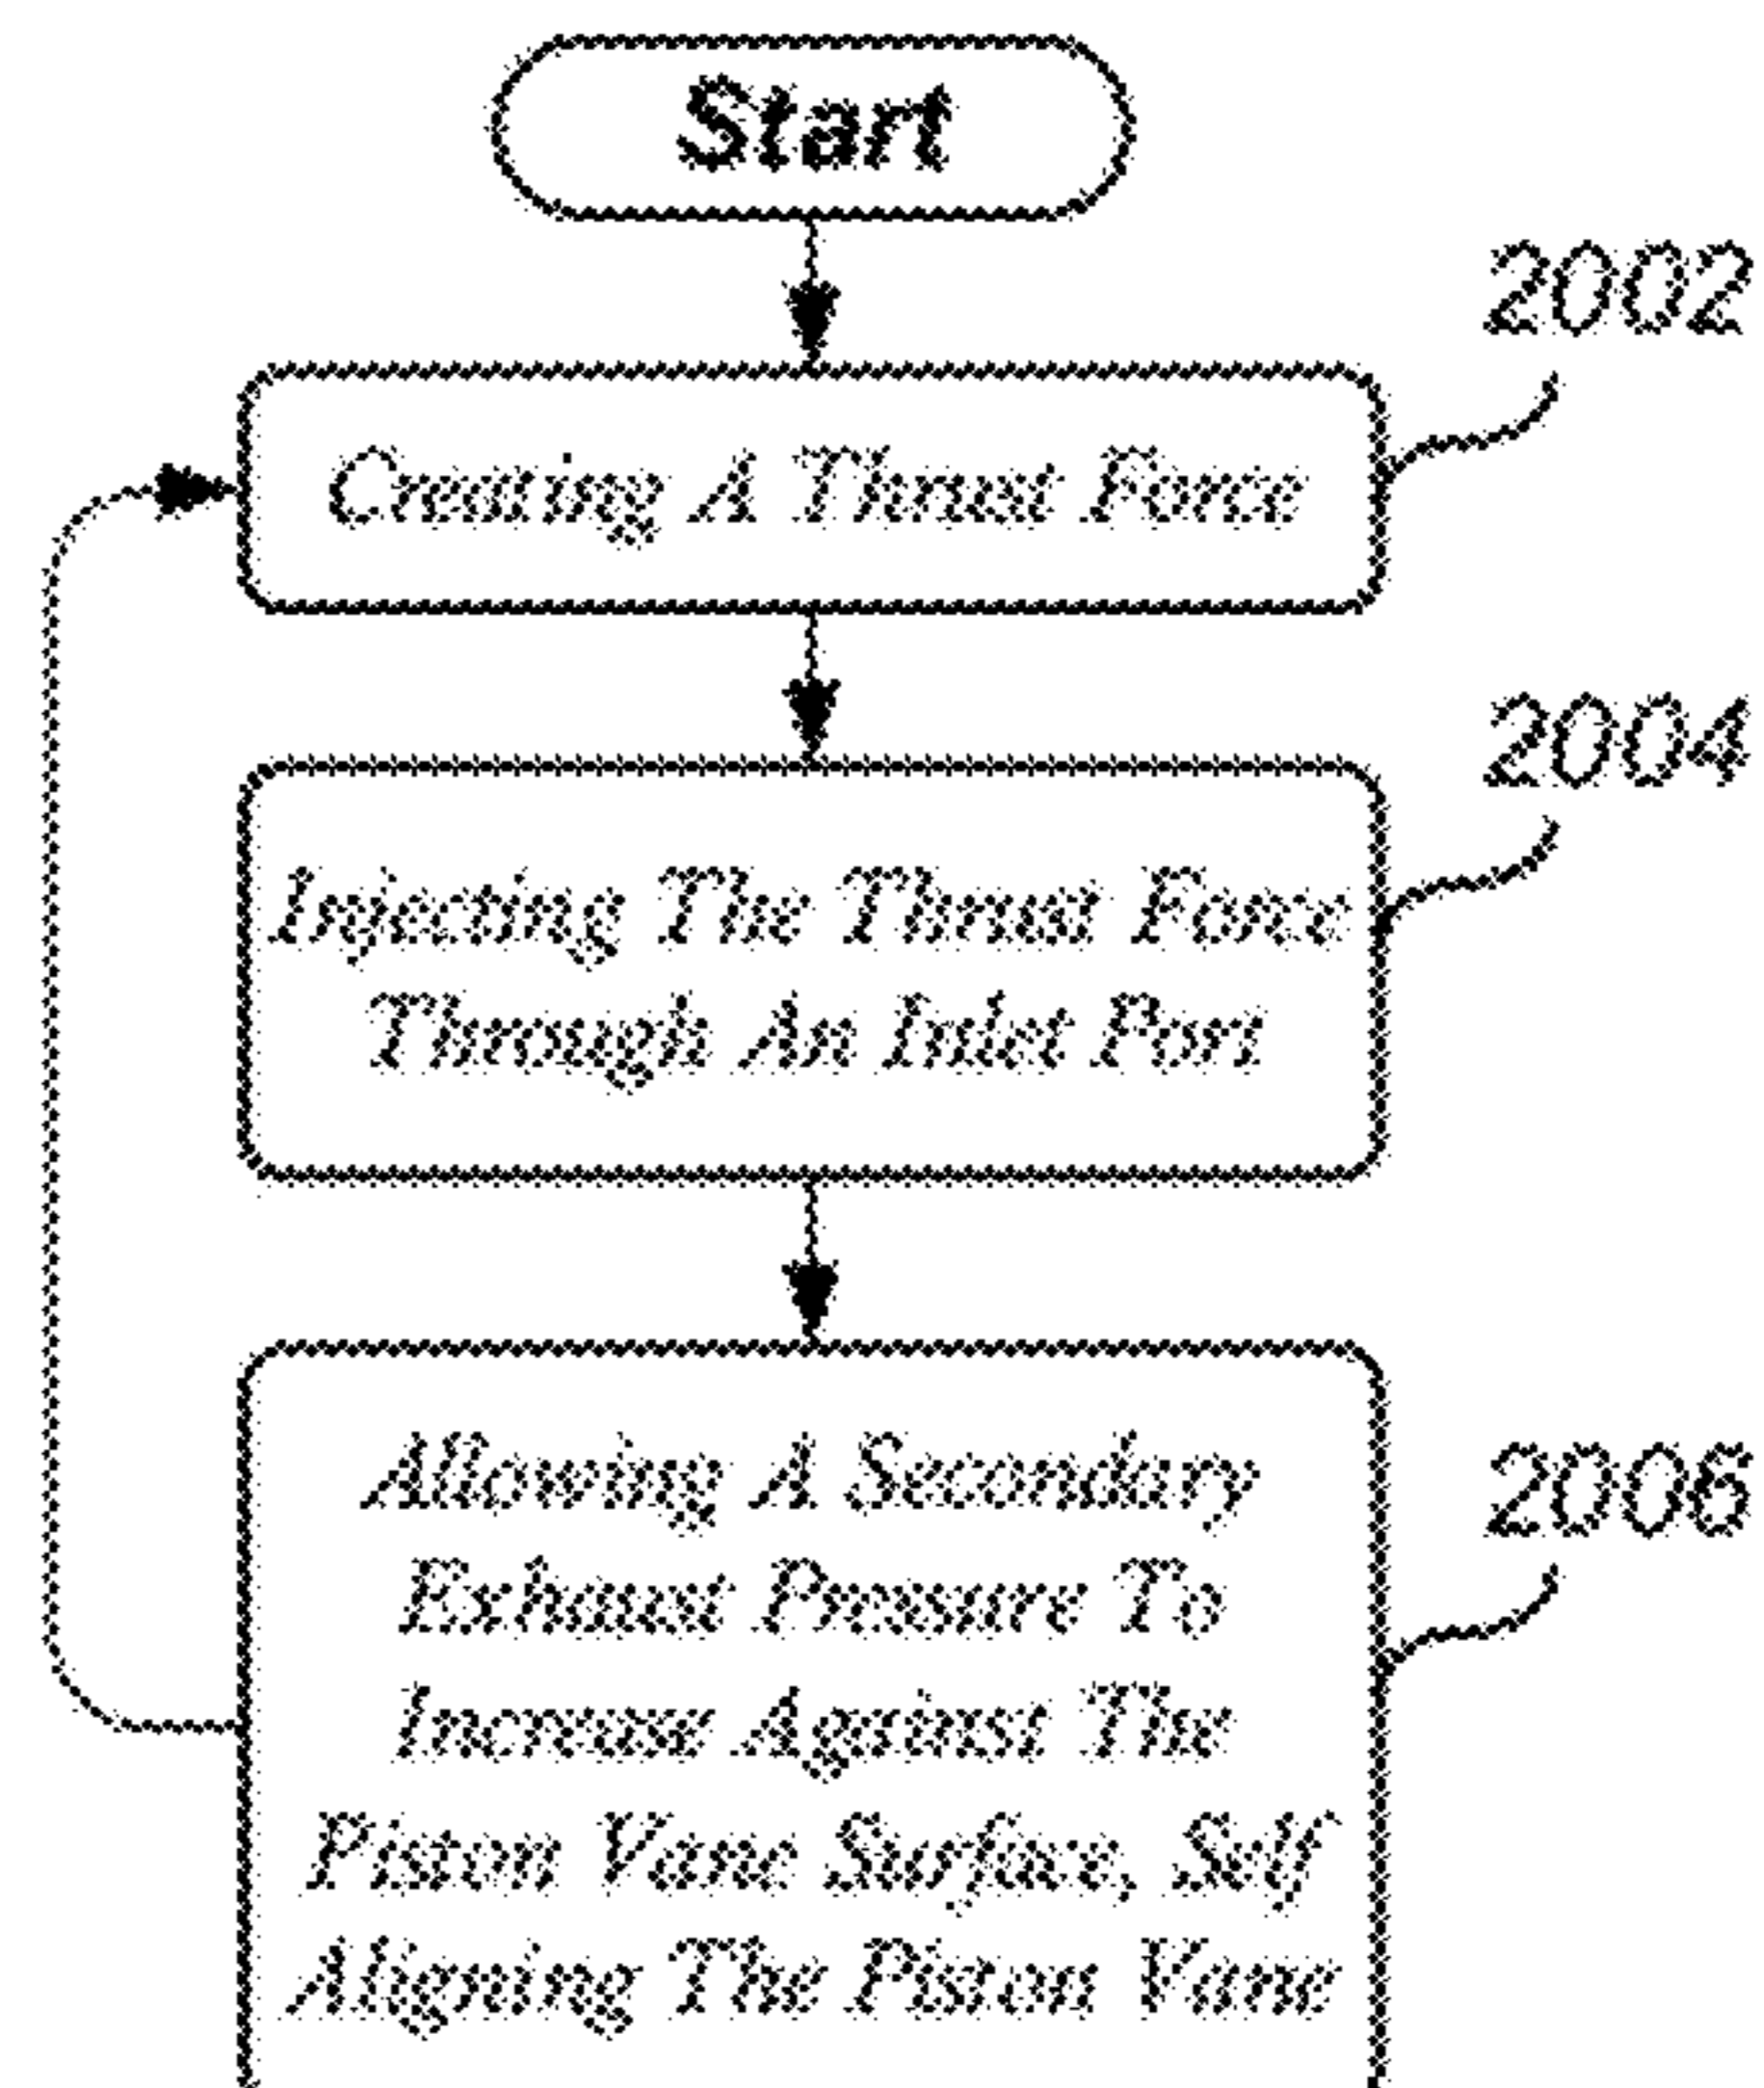 Start
2002
Creating A Thrust Force
2004
Injecting The Thrust Force
Through An Inlet Port
2006
Allowing A Secondary
Exhaust Pressure To
Increase Against The
Piston Vane Surface, Self
Aligning The Piston Vane